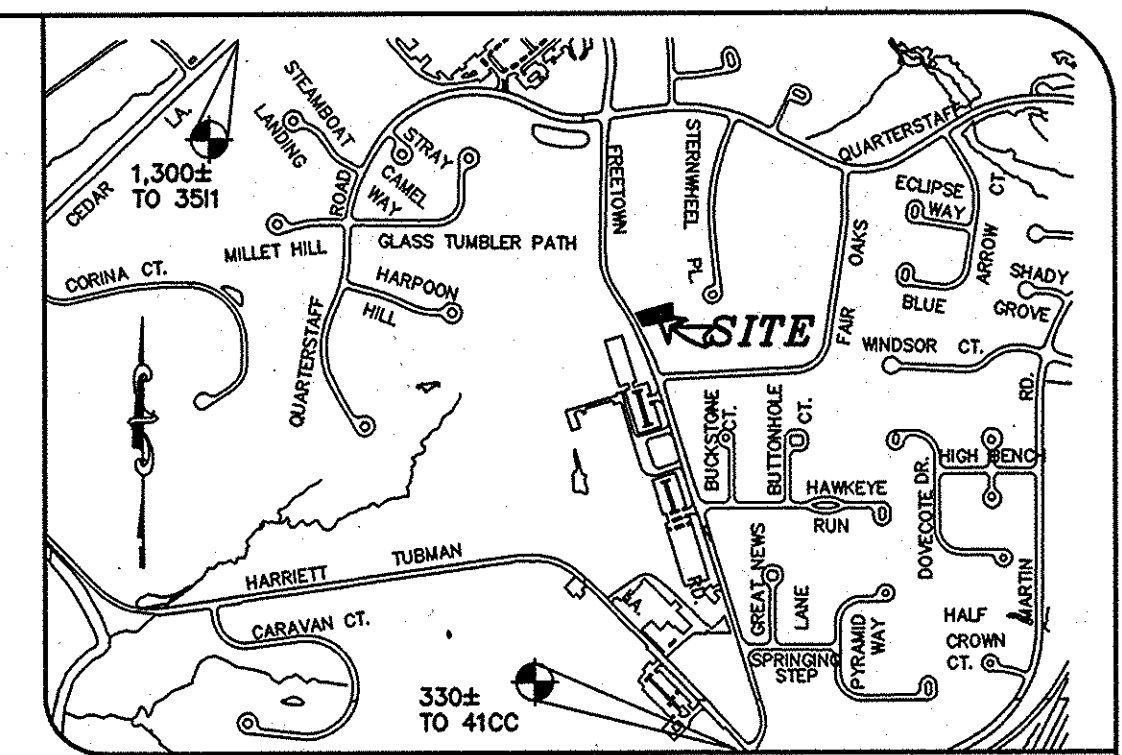 STEAMBOAT
LANDING
CEDAR
LA.
1,300±
TO 35I1
STRAY
CAMEL
WAY
ROAD
MILLET HILL
GLASS TUMBLER PATH
CORINA CT.
HARPOON
HILL
QUARTERSTAFF
FREETOWN
STERNWHEEL
PL.
QUARTERSTAFF
ECLIPSE
WAY
CT.
ARROW
BLUE
OAKS
FAIR
SHADY
GROVE
SITE
WINDSOR CT.
RD.
BUCKSTONE
CT.
BUTTONHOLE
CT.
HIGH BENCH
HAWKEYE
RUN
DOVECOTE DR.
GREAT NEWS
LANE
HARRIETT
TUBMAN
LA.
RD.
CARAVAN CT.
SPRINGING
STEP
PYRAMID
WAY
HALF
CROWN
CT.
MARTIN
330±
TO 41CC